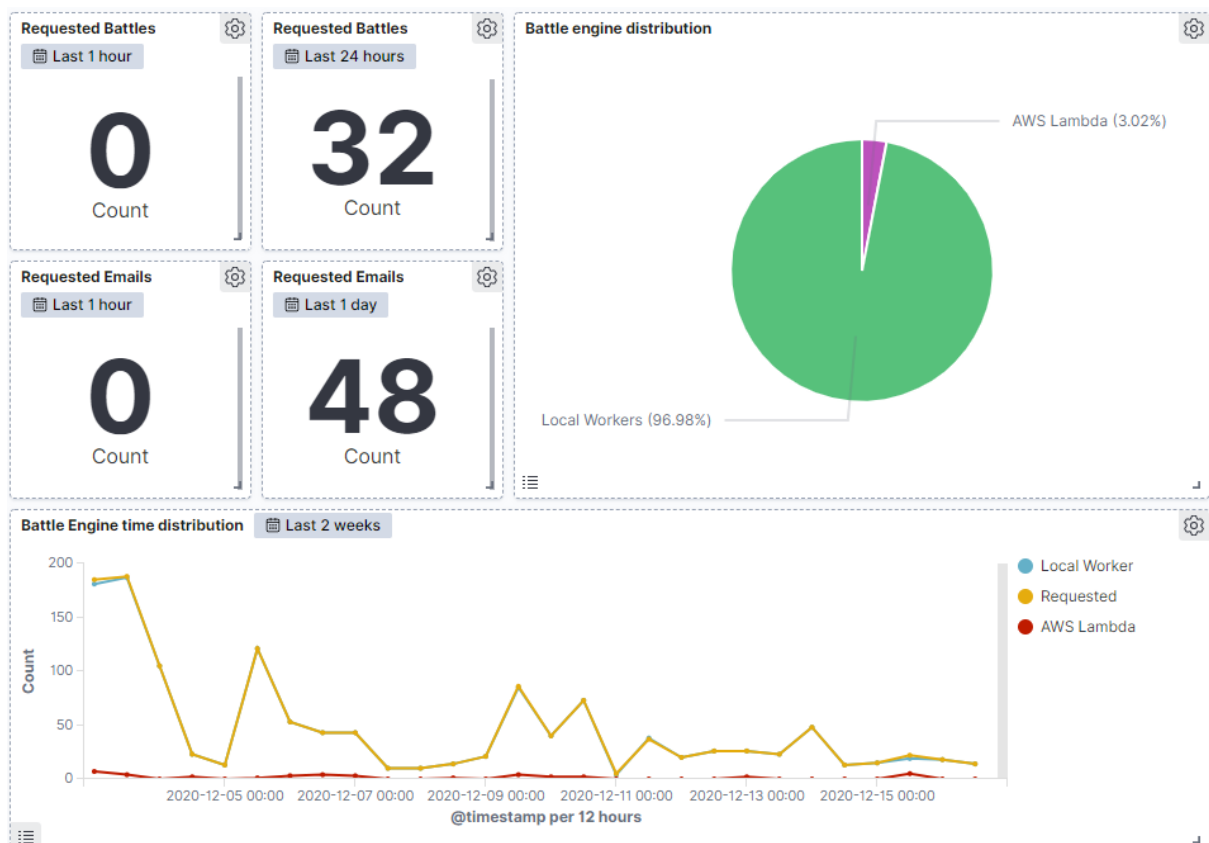 Requested Battles
Last 1 hour
0
Count
Requested Battles
Last 24 hours
32
Count
Battle engine distribution
AWS Lambda (3.02%)
Local Workers (96.98%)
Requested Emails
Last 1 hour
0
Count
Requested Emails
Last 1 day
48
Count
Battle Engine time distribution
Last 2 weeks
200
150
100
50
0
Count
2020-12-05 00:00
2020-12-07 00:00
2020-12-09 00:00
2020-12-11 00:00
2020-12-13 00:00
2020-12-15 00:00
@timestamp per 12 hours
Local Worker
Requested
AWS Lambda